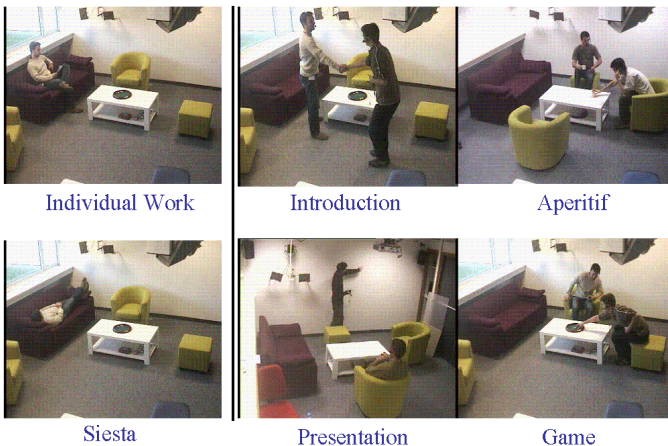 Individual Work
Introduction
Aperitif
Siesta
Presentation
Game